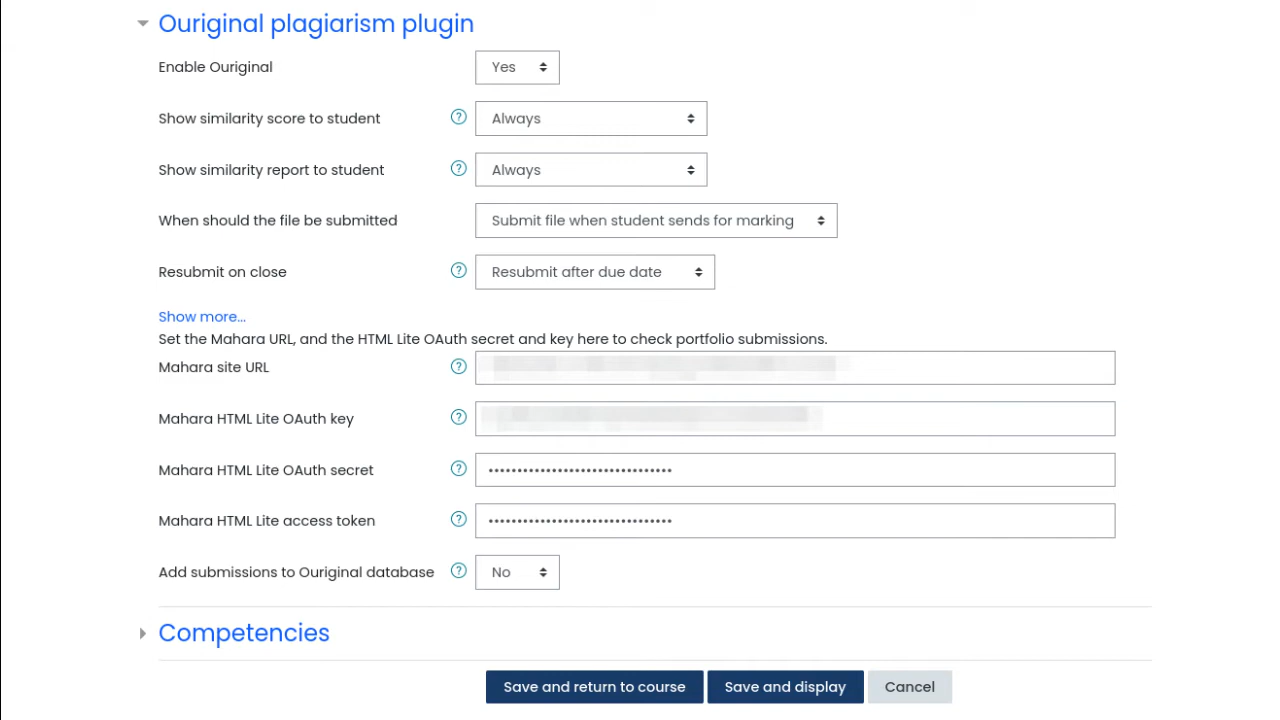 Ouriginal plagiarism plugin
Enable Ouriginal Yes
Show similarity score to student ? Always
Show similarity report to student ? Always
When should the file be submitted Submit file when student sends for marking
Resubmit on close ? Resubmit after due date
Show more...
Set the Mahara URL, and the HTML Lite OAuth secret and key here to check portfolio submissions.
Mahara site URL ?
Mahara HTML Lite OAuth key ?
Mahara HTML Lite OAuth secret ?
Mahara HTML Lite access token ?
Add submissions to Ouriginal database ? No
Competencies
Save and return to course Save and display Cancel